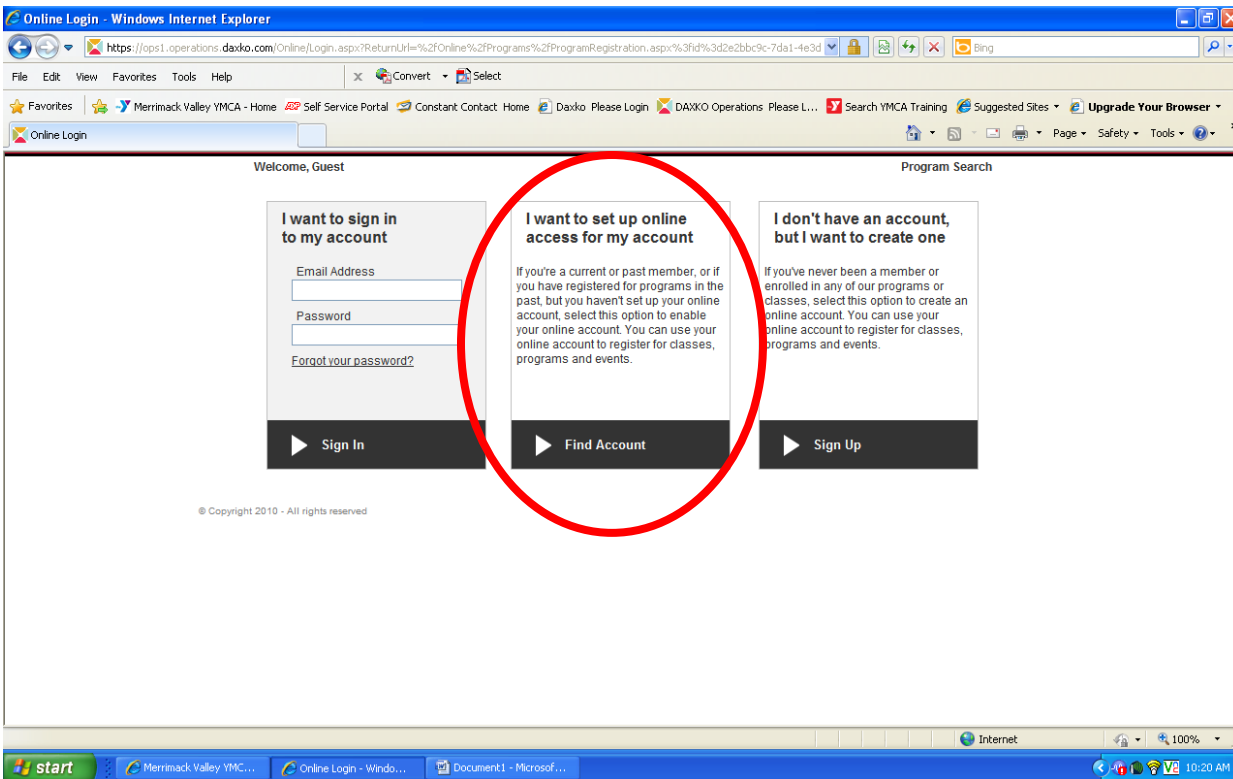 Online Login - Windows Internet Explorer
https://ops1.operations.daxko.com/Online/Login.aspx?ReturnUrl=%2fOnline%2fPrograms%2fProgramRegistration.aspx%3fid%3d2e2bbc9c-7da1-4e3d
Bing
File Edit View Favorites Tools Help
x Convert Select
Favorites Merrimack Valley YMCA - Home Self Service Portal Constant Contact Home Daxko Please Login DAXKO Operations Please L... Search YMCA Training Suggested Sites Upgrade Your Browser
Online Login
Page Safety Tools
Welcome, Guest
Program Search
I want to sign in
to my account
Email Address
Password
Forgot your password?
Sign In
I want to set up online
access for my account
If you're a current or past member, or if
you have registered for programs in the
past, but you haven't set up your online
account, select this option to enable
your online account. You can use your
online account to register for classes,
programs and events.
Find Account
I don't have an account,
but I want to create one
If you've never been a member or
enrolled in any of our programs or
classes, select this option to create an
online account. You can use your
online account to register for classes,
programs and events.
Sign Up
© Copyright 2010 - All rights reserved
Internet
100%
start
Merrimack Valley YMC...
Online Login - Windo...
Document1 - Microsof...
10:20 AM